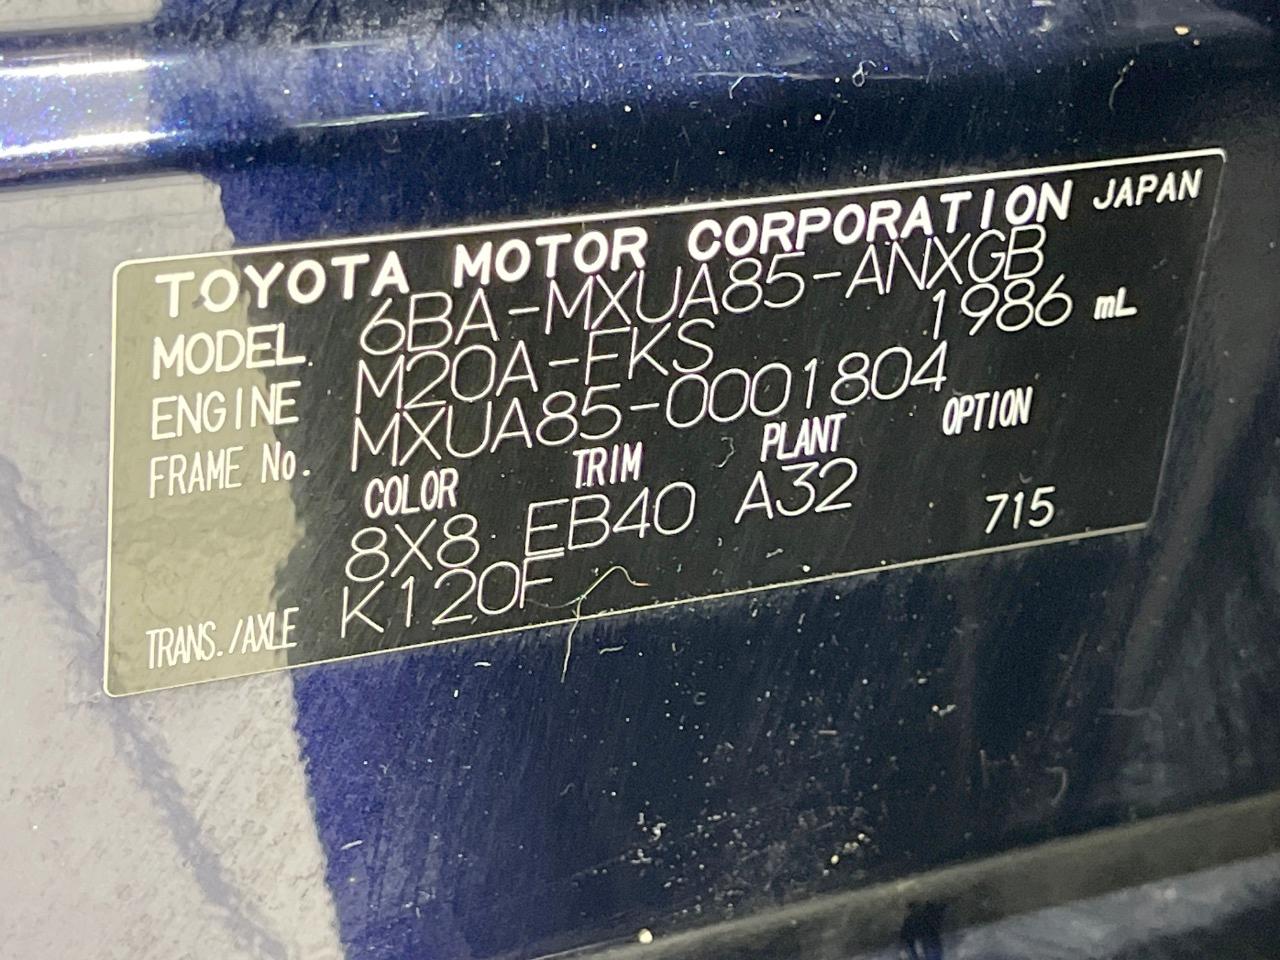 TOYOTA MOTOR CORPORATION JAPAN
MODEL 6BA-MXUA85-ANXGB
ENGINE M20A-FKS 1986 mL
FRAME No. MXUA85-0001804
COLOR TRIM PLANT OPTION
8X8 EB40 A32 715
TRANS./AXLE K120F